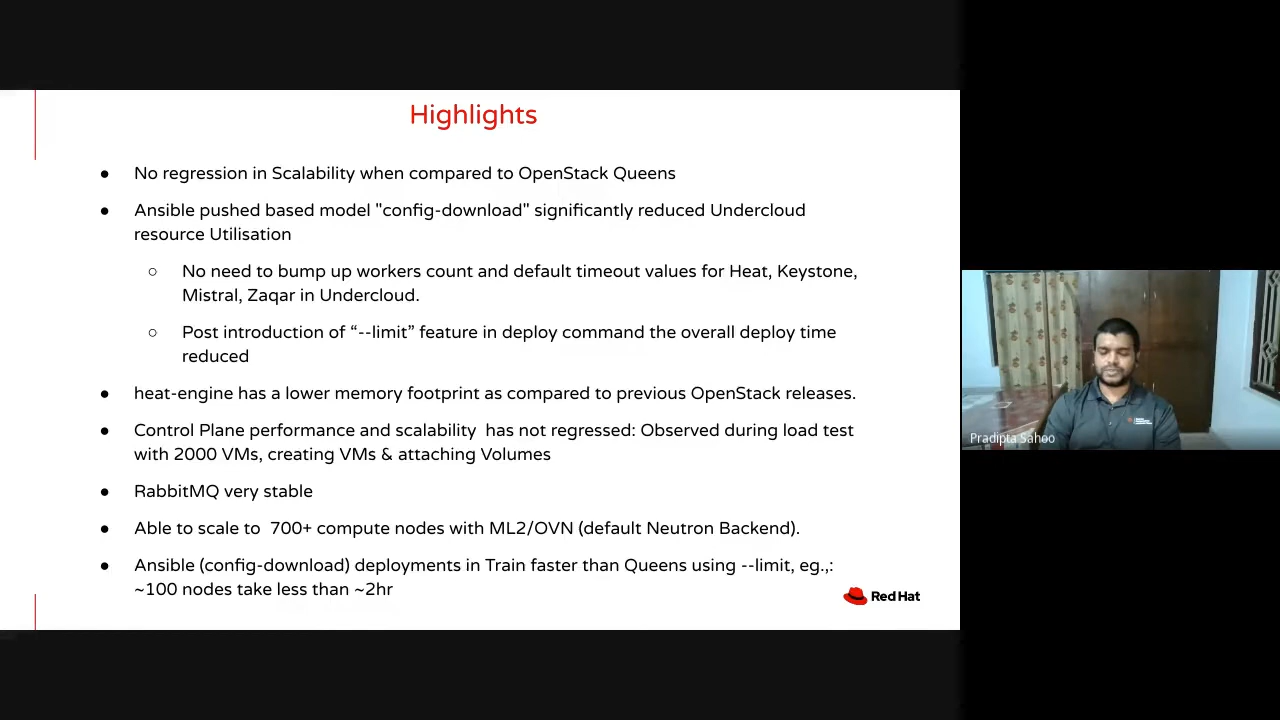 Highlights
● No regression in Scalability when compared to OpenStack Queens
● Ansible pushed based model "config-download" significantly reduced Undercloud
resource Utilisation
○ No need to bump up workers count and default timeout values for Heat, Keystone,
Mistral, Zaqar in Undercloud.
○ Post introduction of “--limit” feature in deploy command the overall deploy time
reduced
● heat-engine has a lower memory footprint as compared to previous OpenStack releases.
● Control Plane performance and scalability  has not regressed: Observed during load test
with 2000 VMs, creating VMs & attaching Volumes
● RabbitMQ very stable
● Able to scale to  700+ compute nodes with ML2/OVN (default Neutron Backend).
● Ansible (config-download) deployments in Train faster than Queens using --limit, eg.,:
~100 nodes take less than ~2hr
Red Hat
Pradipta Sahoo